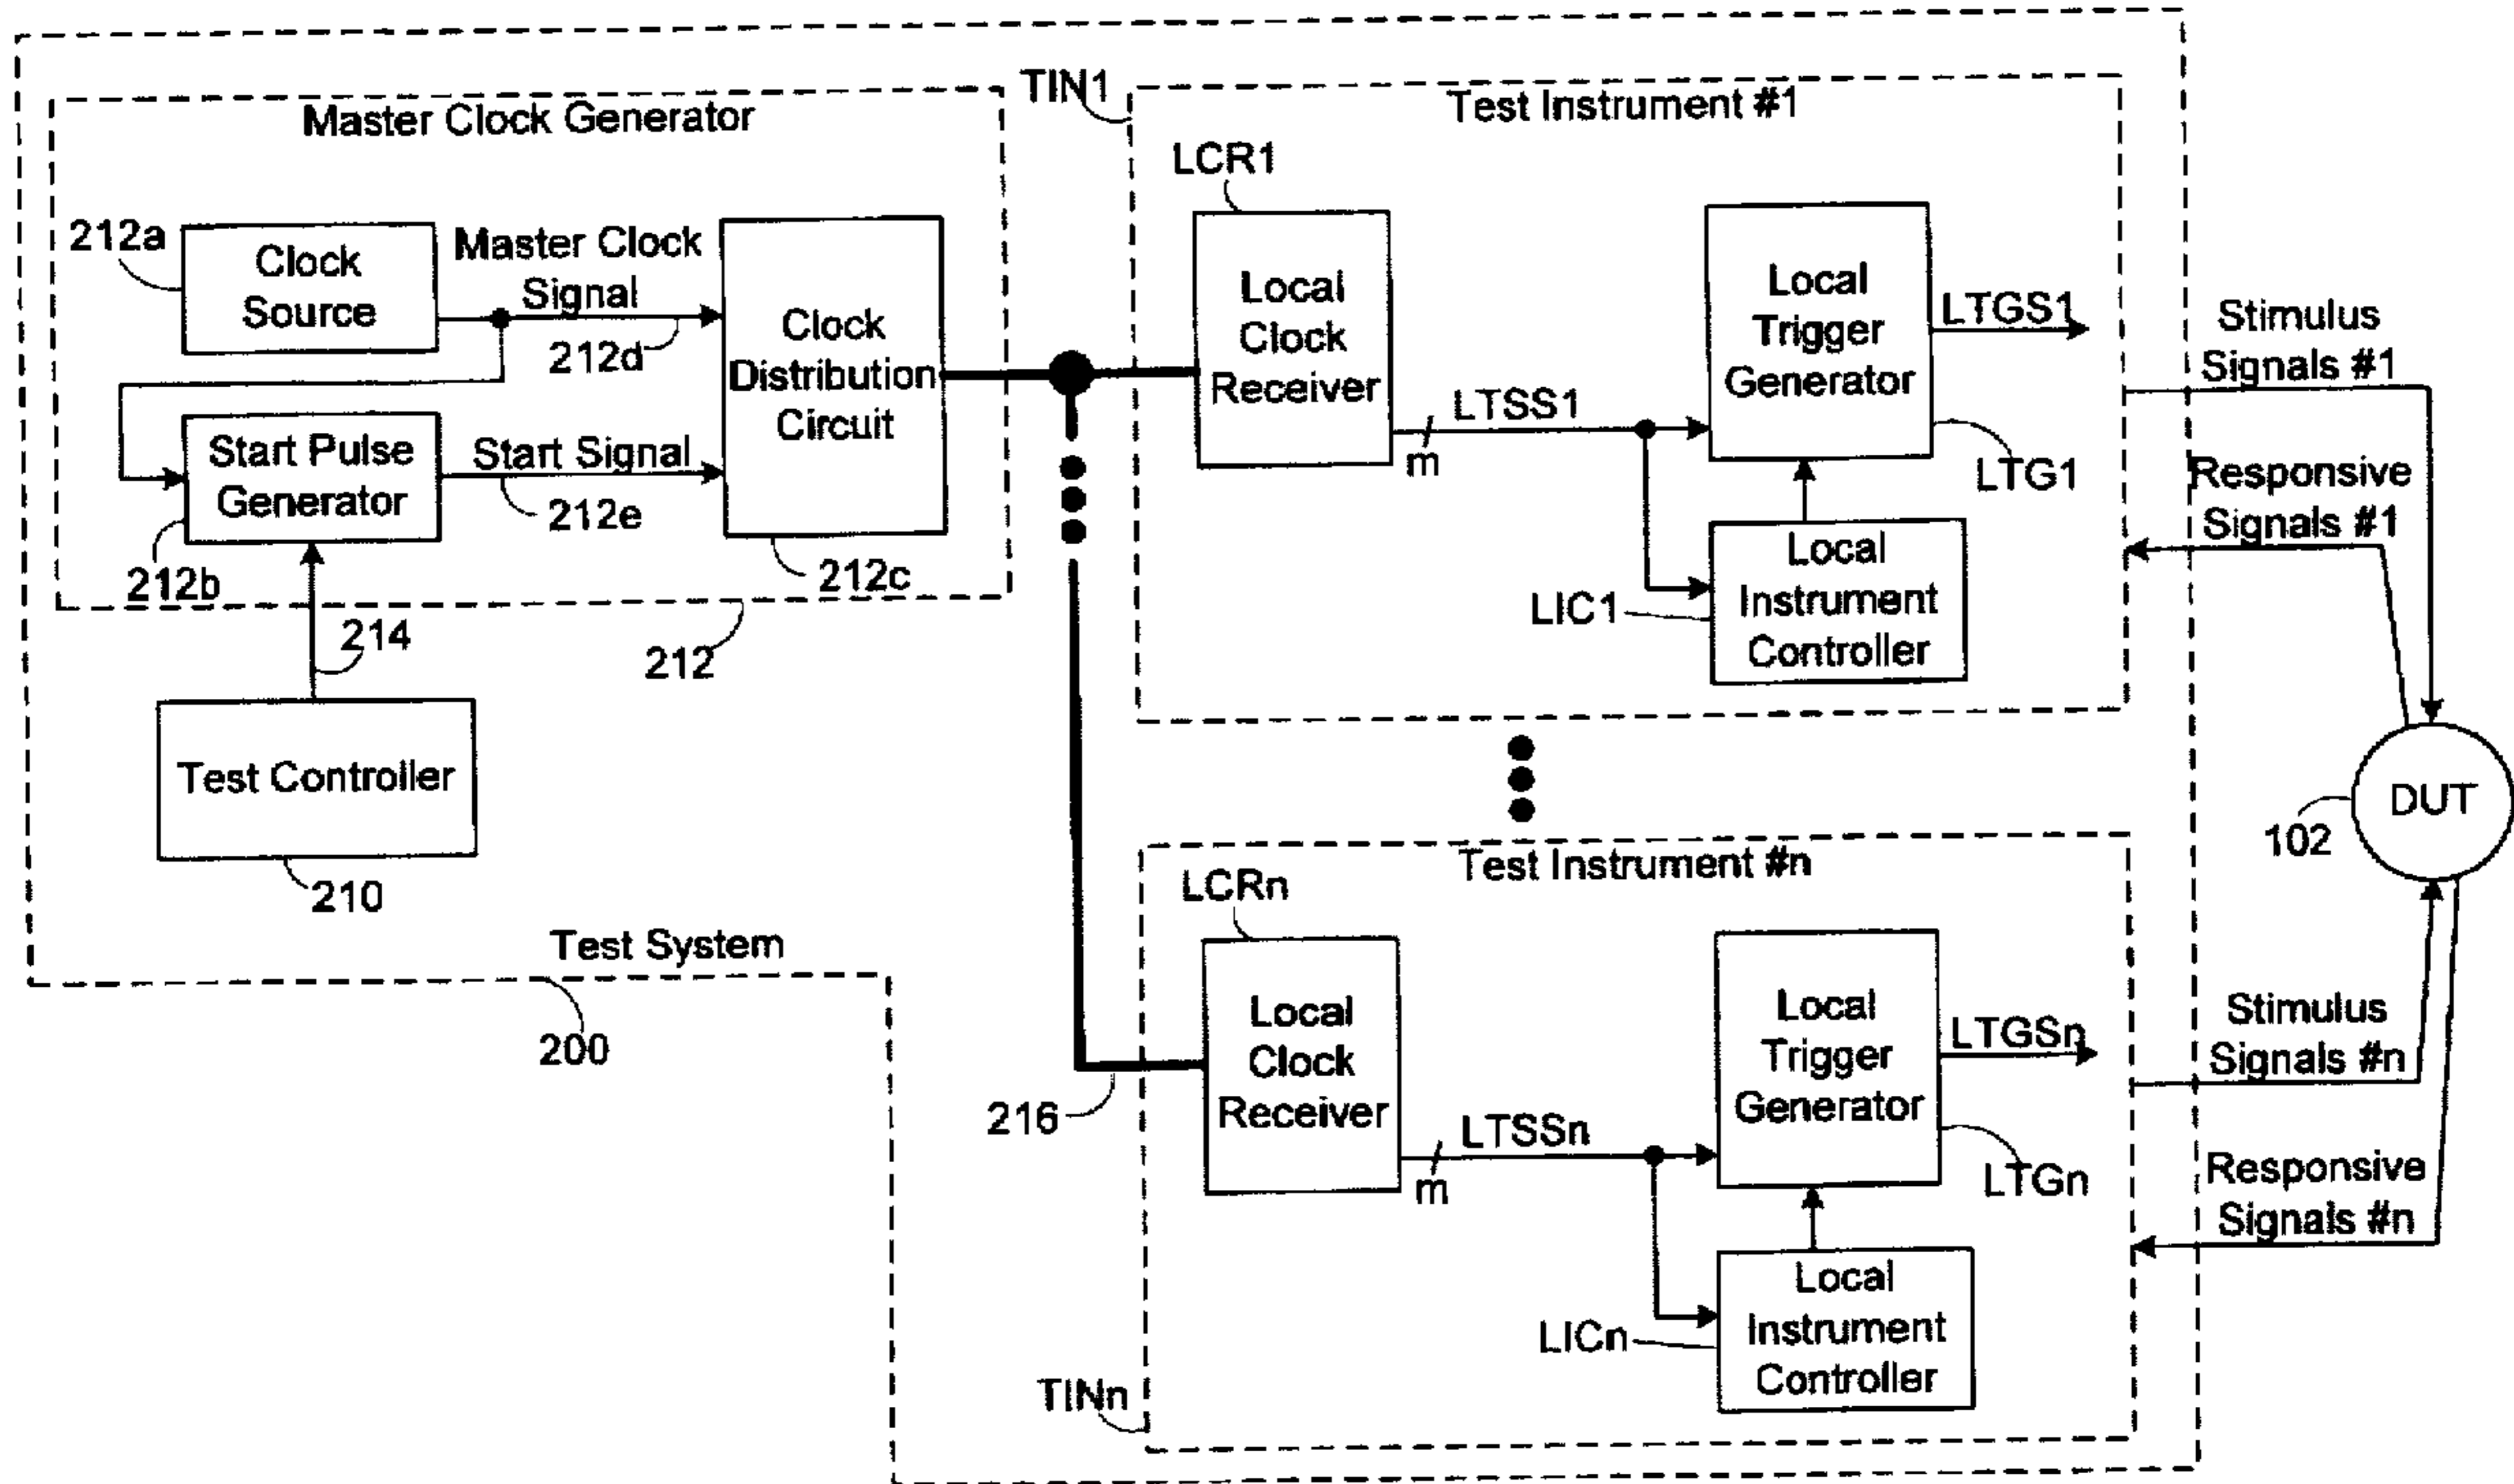 Master Clock Generator
212a
Clock
Source
Master Clock
Signal
212d
Start Pulse
Generator
212b
Start Signal
212e
Clock
Distribution
Circuit
212c
212
214
Test Controller
210
Test System
200
216
TIN1
Test Instrument #1
LCR1
Local
Clock
Receiver
LTSS1
m
Local
Trigger
Generator
LTGS1
LTG1
Local
Instrument
Controller
LIC1
Stimulus
Signals #1
Responsive
Signals #1
DUT
102
Test Instrument #n
LCRn
Local
Clock
Receiver
LTSSn
m
Local
Trigger
Generator
LTGSn
LTGn
Local
Instrument
Controller
LICn
TINn
Stimulus
Signals #n
Responsive
Signals #n